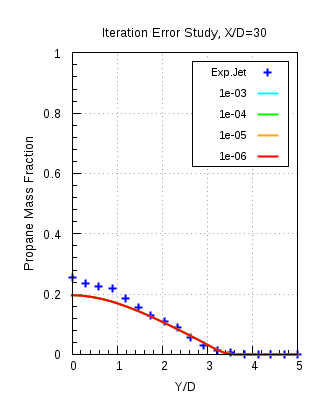 Iteration Error Study, X/D=30
1
0.8
0.6
0.4
0.2
0
Propane Mass Fraction
Exp.Jet
1e-03
1e-04
1e-05
1e-06
0 1 2 3 4 5
Y/D